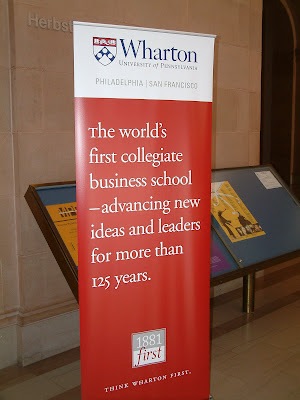 Herbst
Wharton
UNIVERSITY OF PENNSYLVANIA
PHILADELPHIA | SAN FRANCISCO
The world's
first collegiate
business school
–advancing new
ideas and leaders
for more than
125 years.
1881
first
THINK WHARTON FIRST.